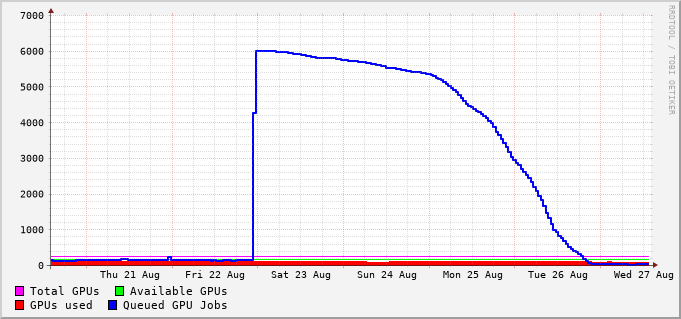 7000
6000
5000
4000
3000
2000
1000
0
Thu 21 Aug Fri 22 Aug Sat 23 Aug Sun 24 Aug Mon 25 Aug Tue 26 Aug Wed 27 Aug
Total GPUs Available GPUs
GPUs used Queued GPU Jobs
RRDTOOL / TOBI OETIKER